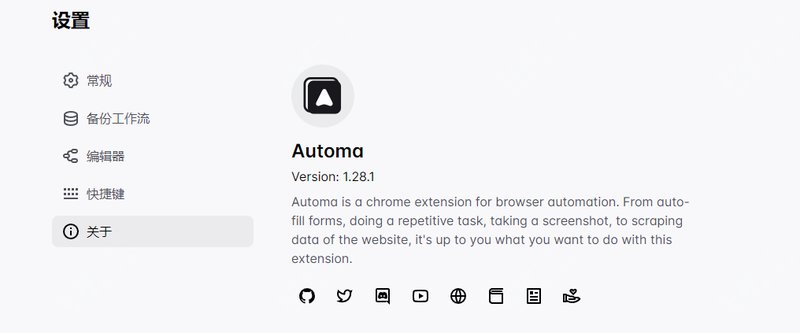 设置
常规
备份工作流
编辑器
快捷键
关于
Automa
Version: 1.28.1
Automa is a chrome extension for browser automation. From auto-
fill forms, doing a repetitive task, taking a screenshot, to scraping
data of the website, it's up to you what you want to do with this
extension.